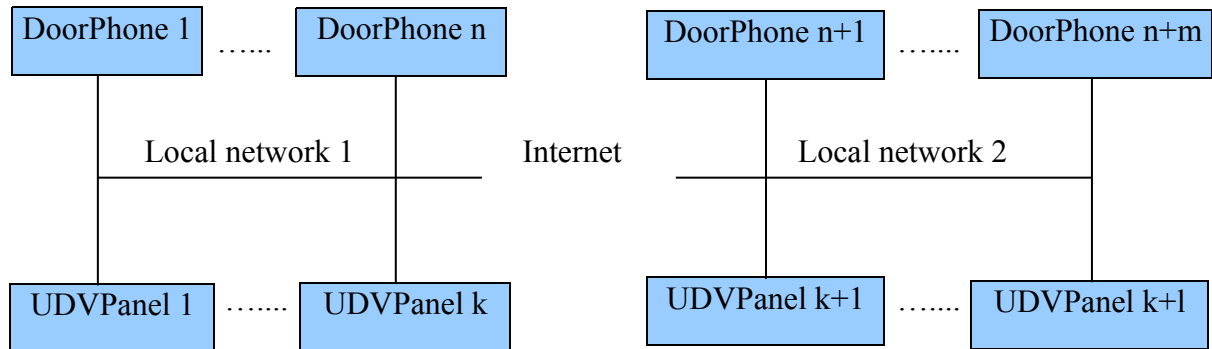 DoorPhone 1 …... DoorPhone n DoorPhone n+1 ……. DoorPhone n+m
Local network 1 Internet Local network 2
UDVPanel 1 ….... UDVPanel k UDVPanel k+1 ….... UDVPanel k+l